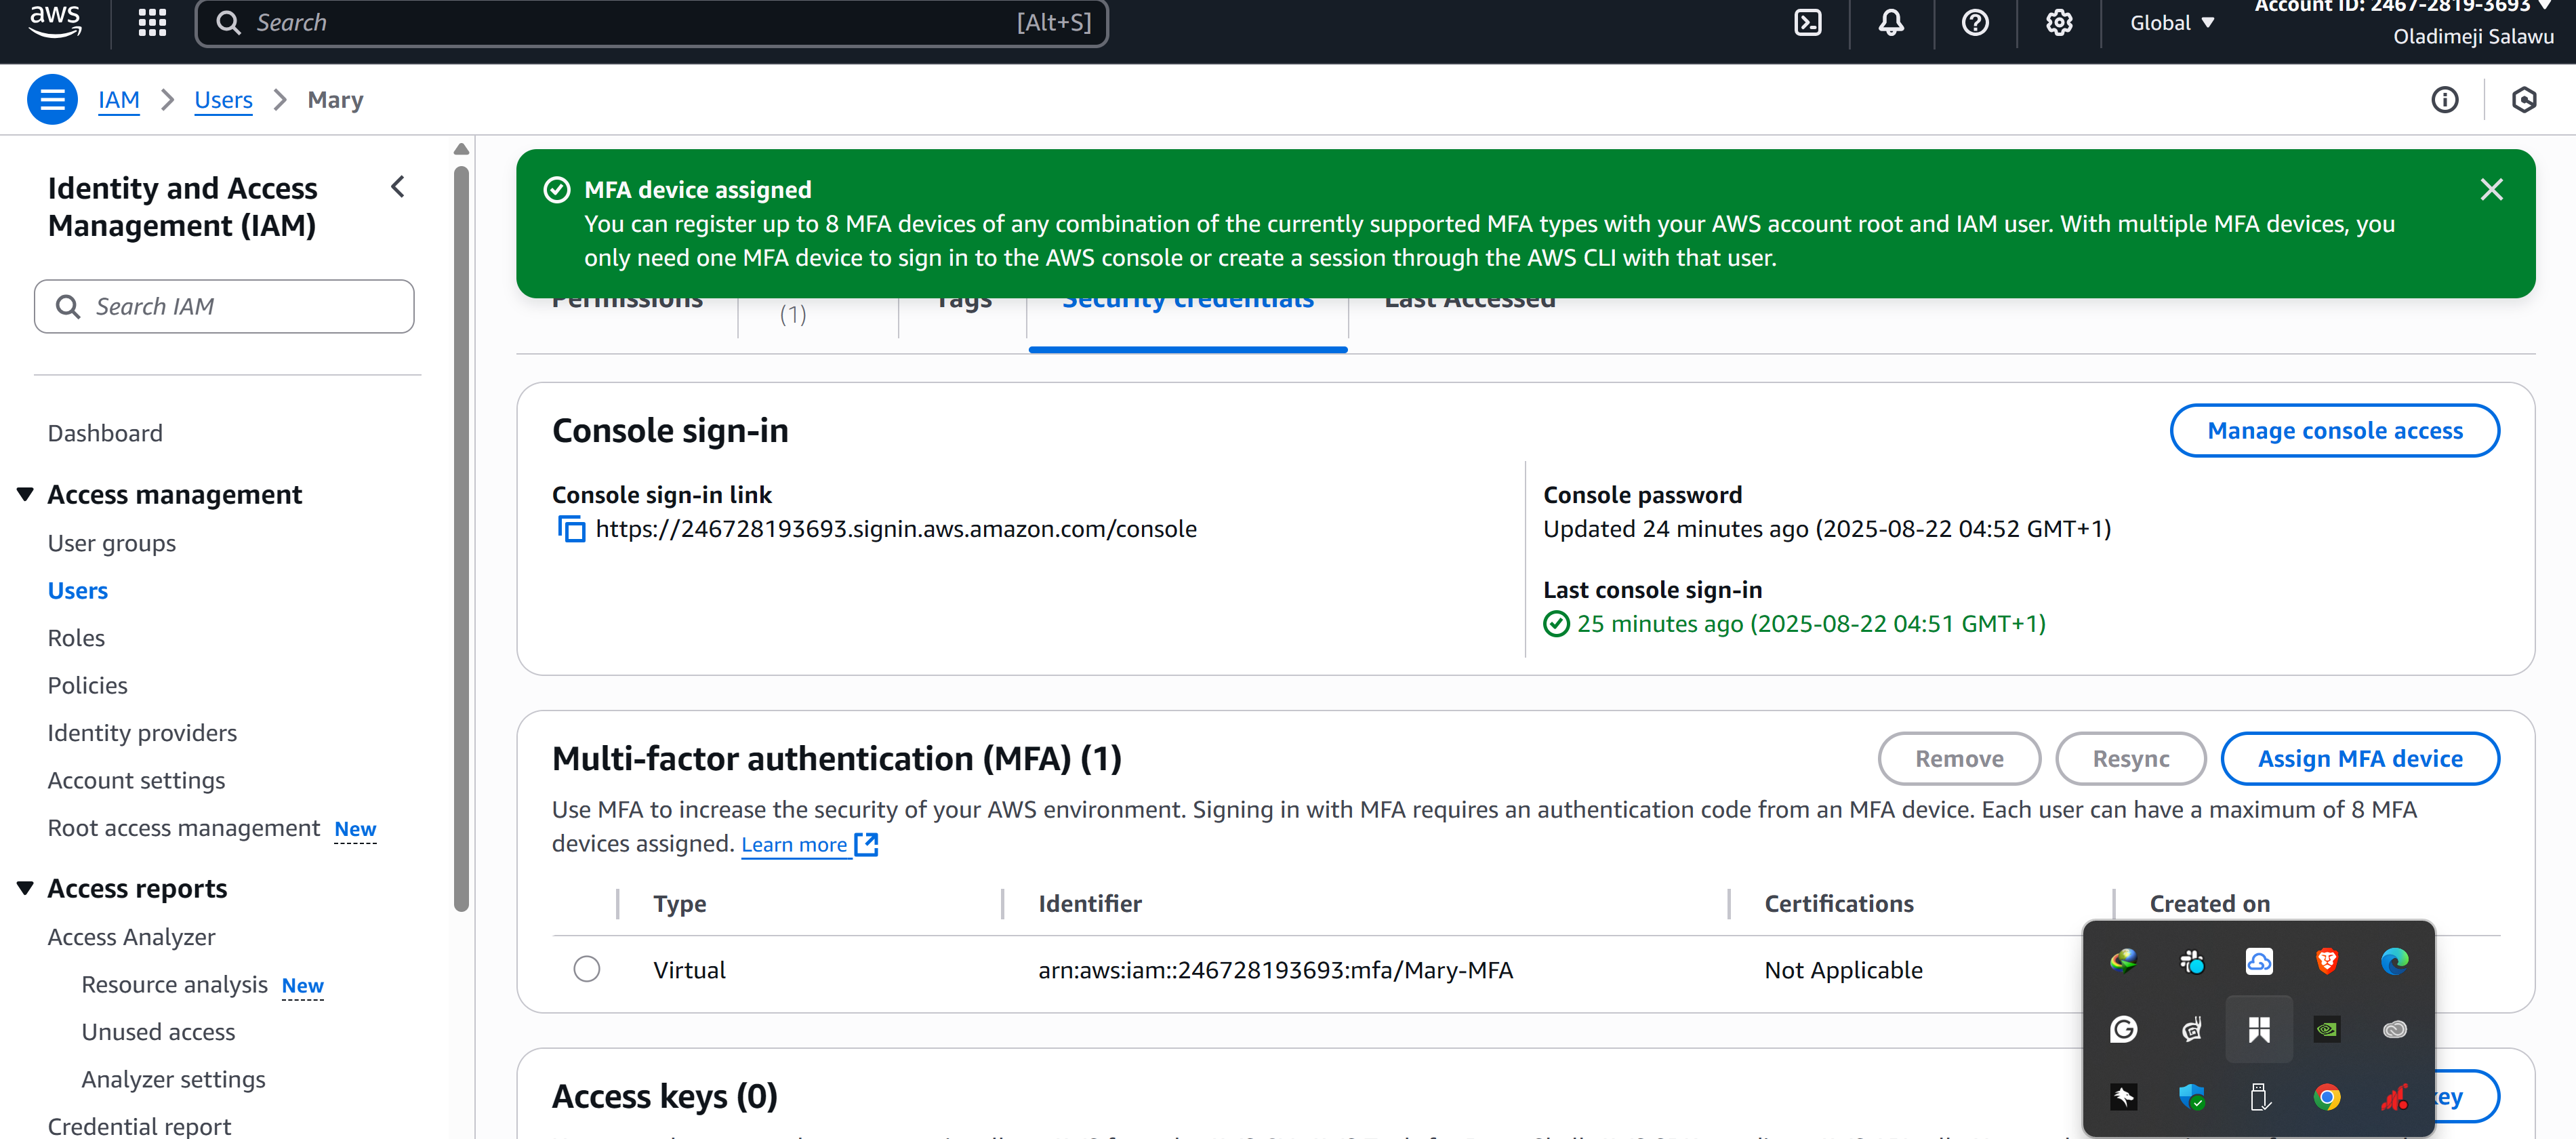 aws
Search
[Alt+S]
Global
Account ID: 2467-2819-3693
Oladimeji Salawu
IAM
Users
Mary
Identity and Access
Management (IAM)
Search IAM
Dashboard
Access management
User groups
Users
Roles
Policies
Identity providers
Account settings
Root access management New
Access reports
Access Analyzer
Resource analysis New
Unused access
Analyzer settings
Credential report
MFA device assigned
You can register up to 8 MFA devices of any combination of the currently supported MFA types with your AWS account root and IAM user. With multiple MFA devices, you
only need one MFA device to sign in to the AWS console or create a session through the AWS CLI with that user.
Permissions
(1)
Tags
Security credentials
Last Accessed
Console sign-in
Manage console access
Console sign-in link
https://246728193693.signin.aws.amazon.com/console
Console password
Updated 24 minutes ago (2025-08-22 04:52 GMT+1)
Last console sign-in
25 minutes ago (2025-08-22 04:51 GMT+1)
Multi-factor authentication (MFA) (1)
Remove
Resync
Assign MFA device
Use MFA to increase the security of your AWS environment. Signing in with MFA requires an authentication code from an MFA device. Each user can have a maximum of 8 MFA
devices assigned. Learn more
Type
Identifier
Certifications
Created on
Virtual
arn:aws:iam::246728193693:mfa/Mary-MFA
Not Applicable
Access keys (0)